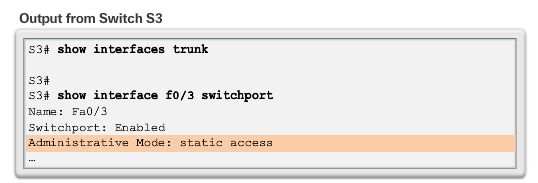 Output from Switch S3
S3# show interfaces trunk
S3#
S3# show interface f0/3 switchport
Name: Fa0/3
Switchport: Enabled
Administrative Mode: static access
…